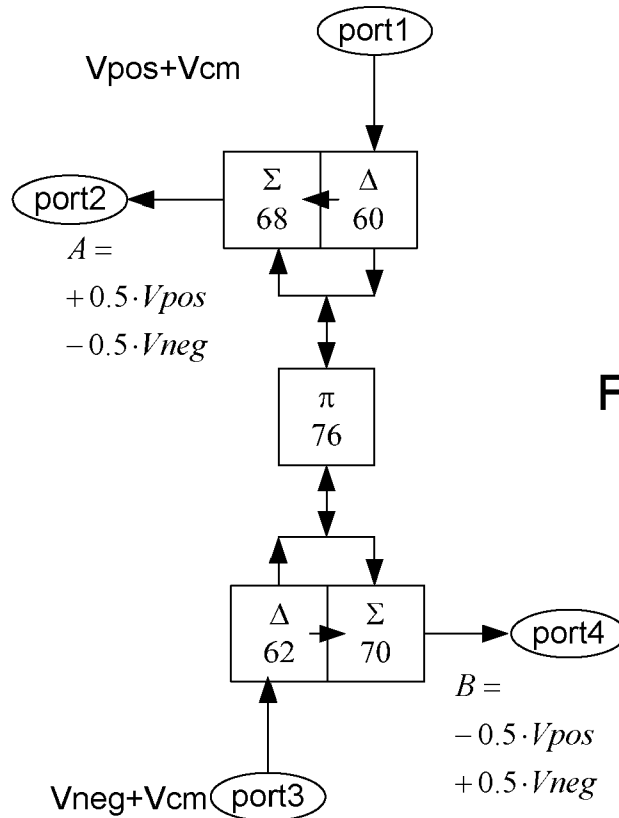 port1
Vpos+Vcm
Σ Δ
68 60
port2
A =
+0.5·Vpos
−0.5·Vneg
π
76
F
Δ Σ
62 70
port4
B =
−0.5·Vpos
+0.5·Vneg
Vneg+Vcm port3